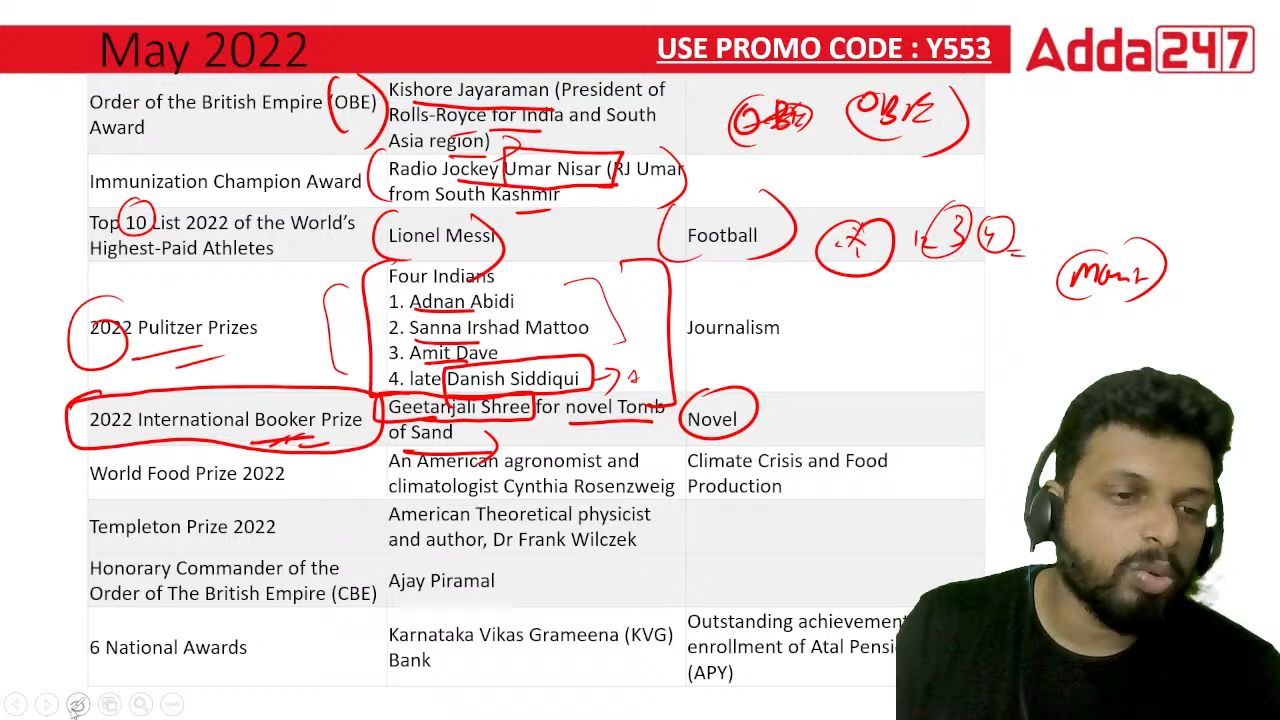 May 2022
USE PROMO CODE : Y553
Adda247
Order of the British Empire (OBE)
Award
Kishore Jayaraman (President of
Rolls-Royce for India and South
Asia region)
OBE
OBE
Immunization Champion Award
Radio Jockey Umar Nisar (RJ Umar
from South Kashmir
Top 10 List 2022 of the World's
Highest-Paid Athletes
Lionel Messi
Football
3
2022 Pulitzer Prizes
Four Indians
1. Adnan Abidi
2. Sanna Irshad Mattoo
3. Amit Dave
4. late Danish Siddiqui
Journalism
2022 International Booker Prize
Geetanjali Shree for novel Tomb
of Sand
Novel
World Food Prize 2022
An American agronomist and
climatologist Cynthia Rosenzweig
Climate Crisis and Food
Production
Templeton Prize 2022
American Theoretical physicist
and author, Dr Frank Wilczek
Honorary Commander of the
Order of The British Empire (CBE)
Ajay Piramal
6 National Awards
Karnataka Vikas Grameena (KVG)
Bank
Outstanding achievement
enrollment of Atal Pensi
(APY)